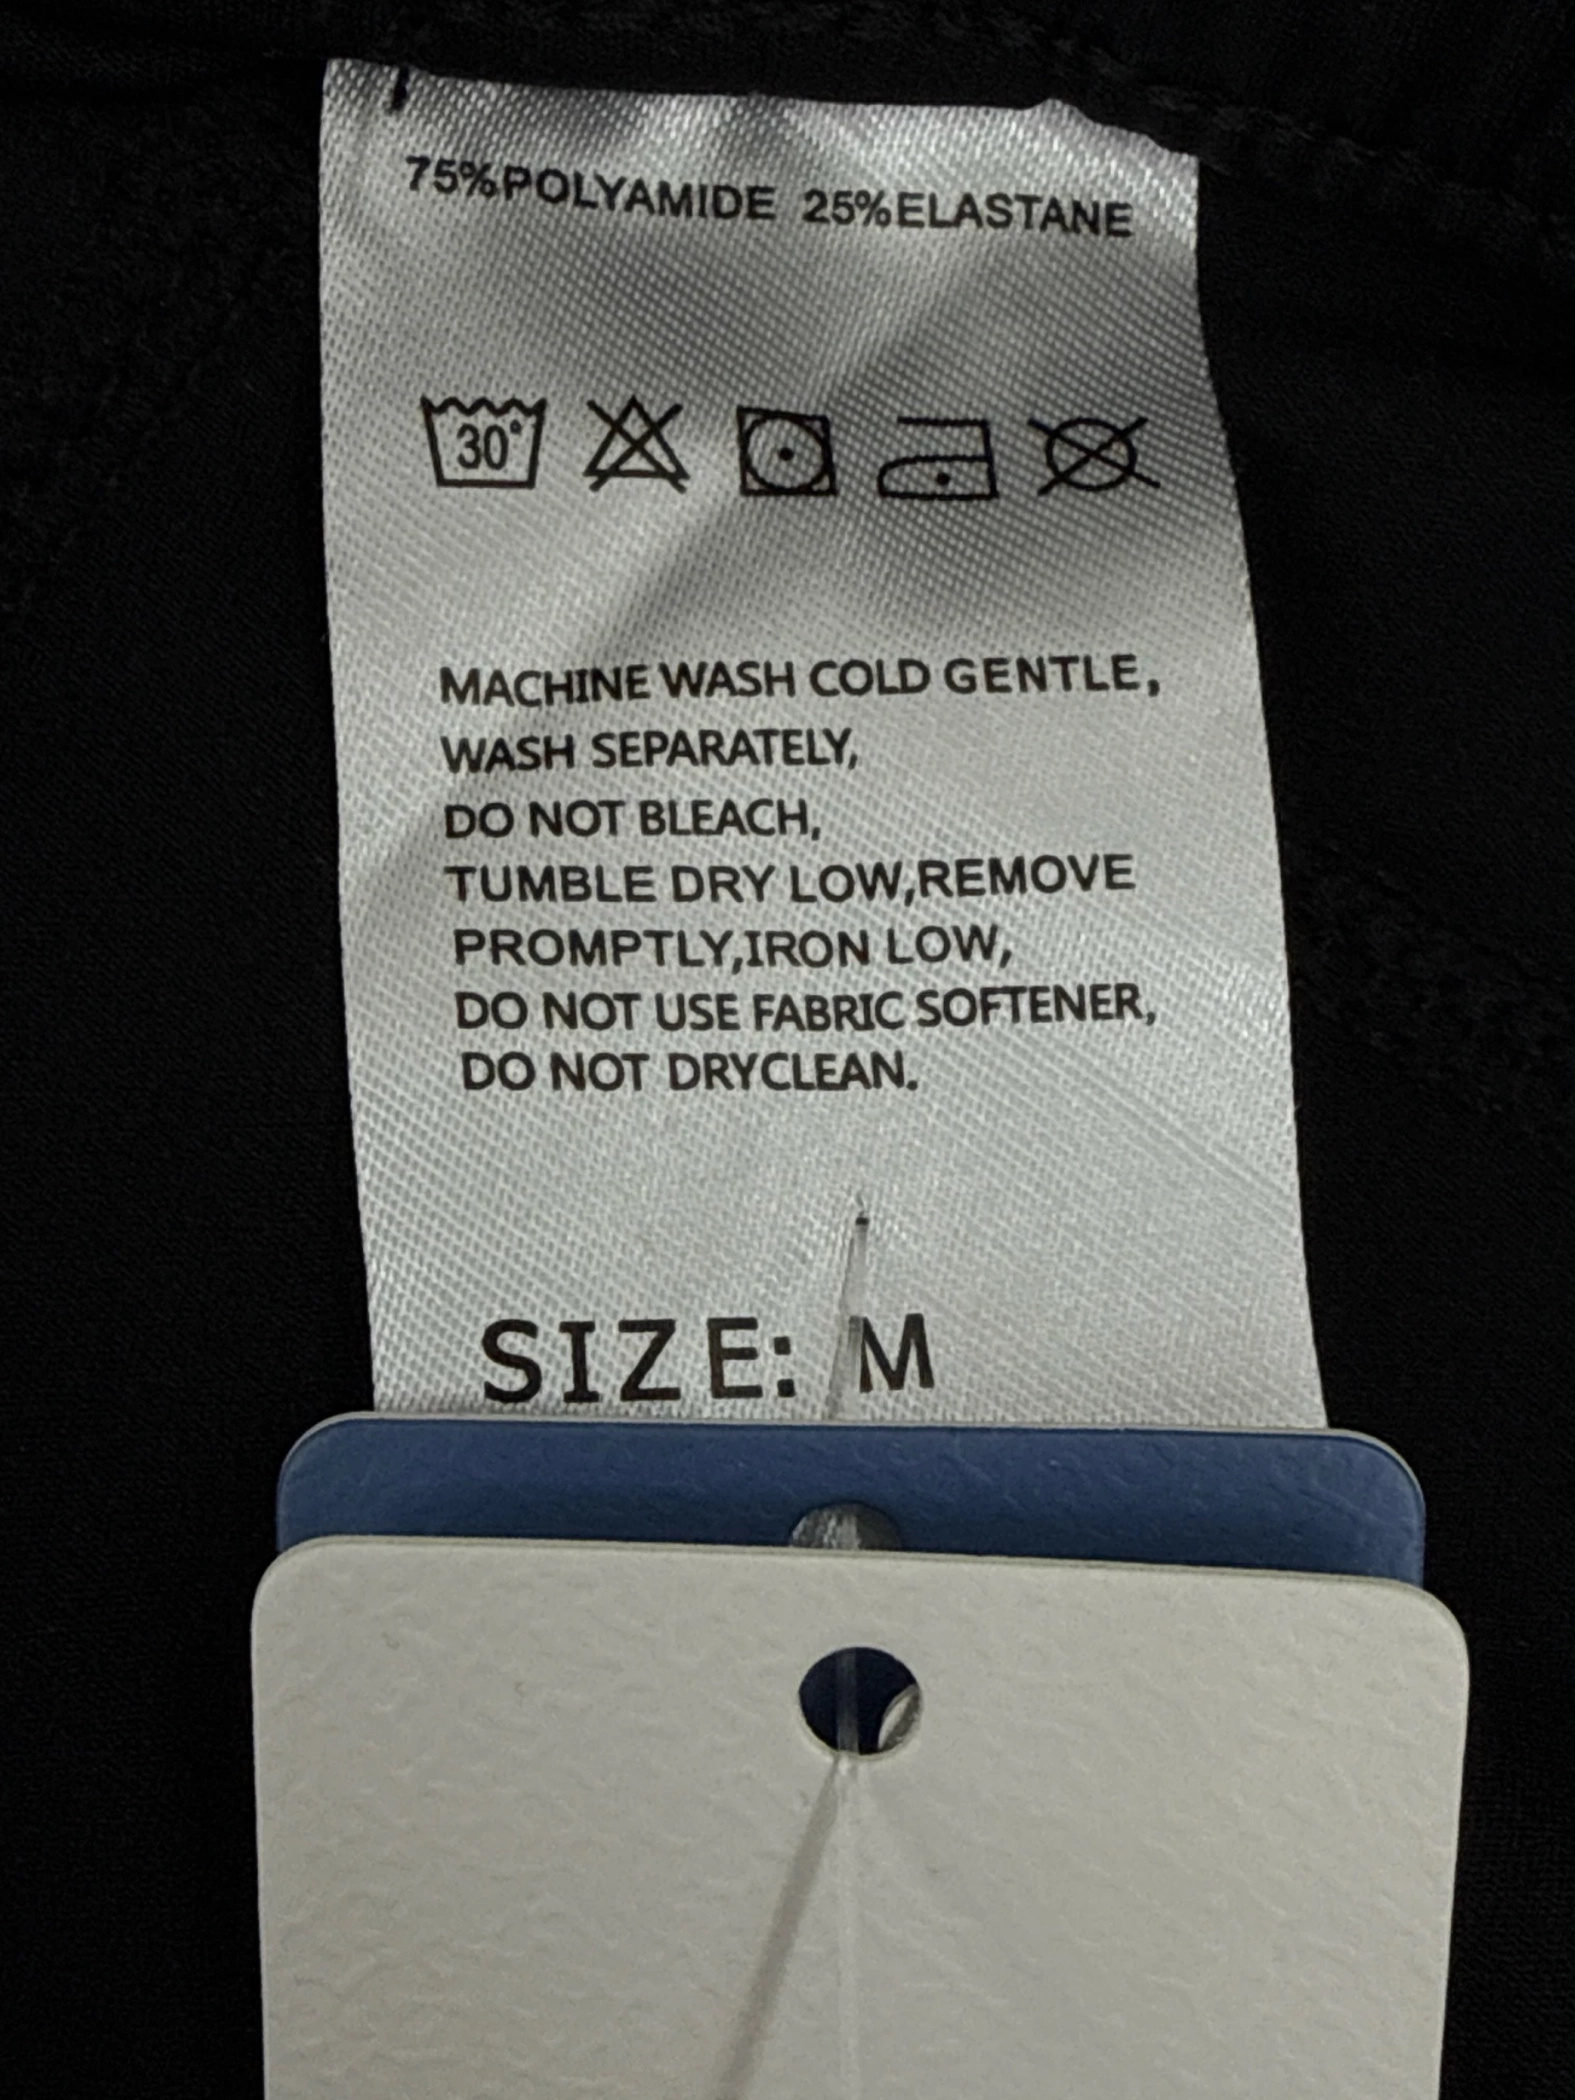 75%POLYAMIDE 25%ELASTANE
30°
MACHINE WASH COLD GENTLE,
WASH SEPARATELY,
DO NOT BLEACH,
TUMBLE DRY LOW,REMOVE
PROMPTLY,IRON LOW,
DO NOT USE FABRIC SOFTENER,
DO NOT DRYCLEAN.
SIZE: M